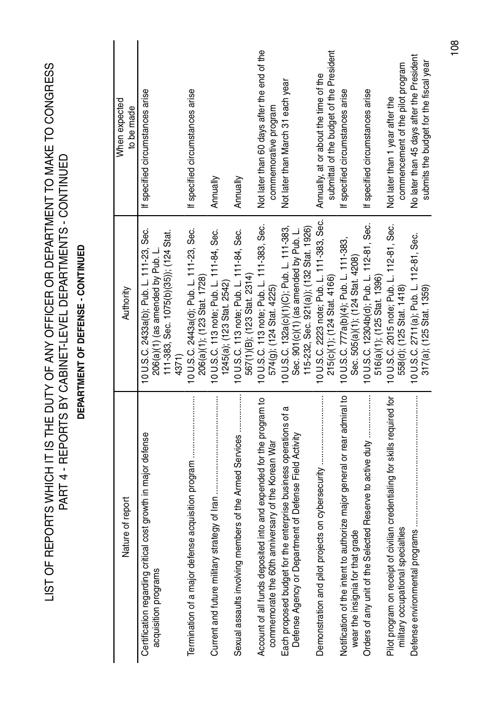 LIST OF REPORTS WHICH IT IS THE DUTY OF ANY OFFICER OR DEPARTMENT TO MAKE TO CONGRESS
PART 4 - REPORTS BY CABINET-LEVEL DEPARTMENTS - CONTINUED
DEPARTMENT OF DEFENSE - CONTINUED
Nature of report
Authority
When expected
to be made
Certification regarding critical cost growth in major defense
acquisition programs
10 U.S.C. 2433a(b); Pub. L. 111-23, Sec.
206(a)(1) (as amended by Pub. L.
111-383, Sec. 1075(b)(35)); (124 Stat.
4371)
If specified circumstances arise
Termination of a major defense acquisition program
10 U.S.C. 2443a(d); Pub. L. 111-23, Sec.
206(a)(1); (123 Stat. 1728)
If specified circumstances arise
Current and future military strategy of Iran
10 U.S.C. 113 note; Pub. L. 111-84, Sec.
1245(a); (123 Stat. 2542)
Annually
Sexual assaults involving members of the Armed Services
10 U.S.C. 113 note; Pub. L. 111-84, Sec.
567(1)(B); (123 Stat. 2314)
Annually
Account of all funds deposited into and expended for the program to
commemorate the 60th anniversary of the Korean War
10 U.S.C. 113 note; Pub. L. 111-383, Sec.
574(g); (124 Stat. 4225)
Not later than 60 days after the end of the
commemorative program
Each proposed budget for the enterprise business operations of a
Defense Agency or Department of Defense Field Activity
10 U.S.C. 132a(c)(1)(C); Pub. L. 111-383,
Sec. 901(c)(1) (as amended by Pub. L.
115-232, Sec. 921(a)); (132 Stat. 1926)
Not later than March 31 each year
Demonstration and pilot projects on cybersecurity
10 U.S.C. 2223 note; Pub. L. 111-383, Sec.
215(c)(1); (124 Stat. 4166)
Annually, at or about the time of the
submittal of the budget of the President
Notification of the intent to authorize major general or rear admiral to
wear the insignia for that grade
10 U.S.C. 777a(b)(4); Pub. L. 111-383,
Sec. 505(a)(1); (124 Stat. 4208)
If specified circumstances arise
Orders of any unit of the Selected Reserve to active duty
10 U.S.C. 12304b(d); Pub. L. 112-81, Sec.
516(a)(1); (125 Stat. 1396)
If specified circumstances arise
Pilot program on receipt of civilian credentialing for skills required for
military occupational specialities
10 U.S.C. 2015 note; Pub. L. 112-81, Sec.
558(d); (125 Stat. 1418)
Not later than 1 year after the
commencement of the pilot program
Defense environmental programs
10 U.S.C. 2711(a); Pub. L. 112-81, Sec.
317(a); (125 Stat. 1359)
No later than 45 days after the President
submits the budget for the fiscal year
108